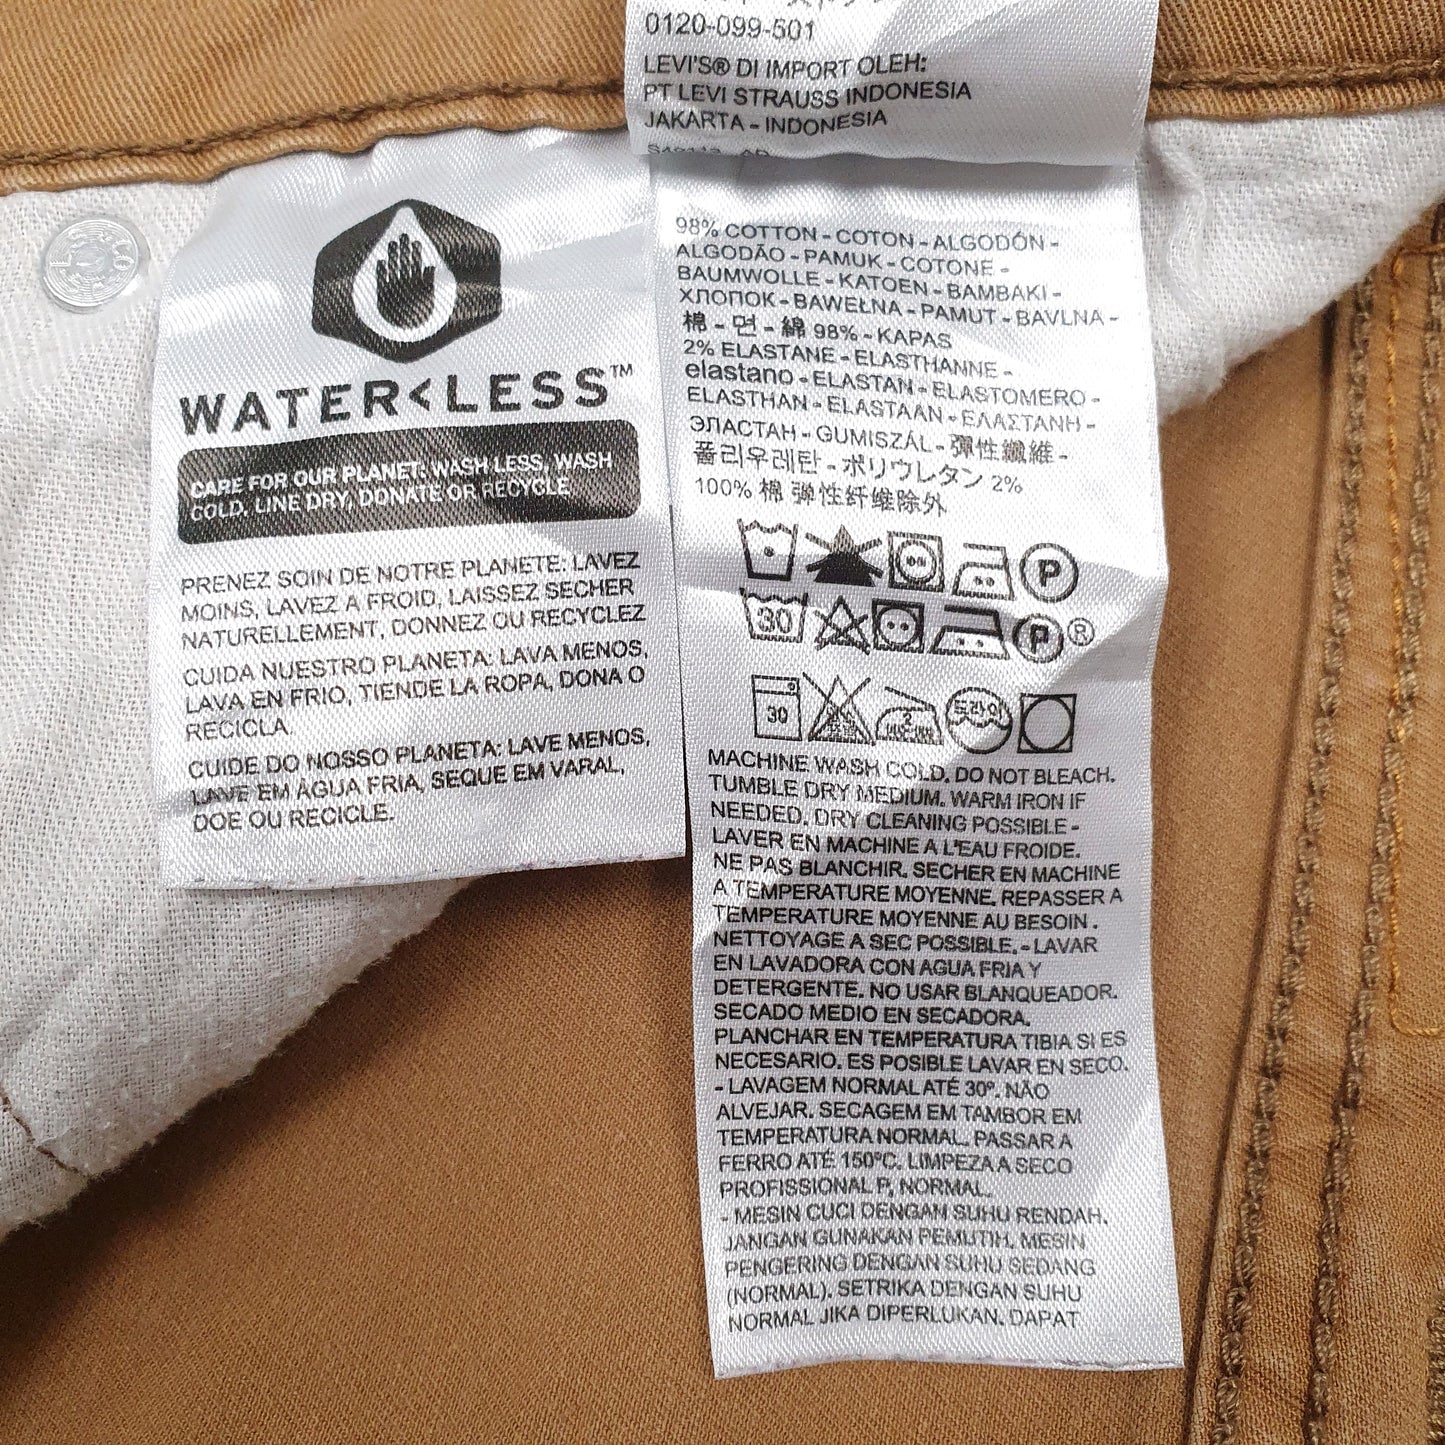 0120-099-501
LEVI'S® DI IMPORT OLEH:
PT LEVI STRAUSS INDONESIA
JAKARTA - INDONESIA
WATER<LESS™
CARE FOR OUR PLANET: WASH LESS, WASH
COLD, LINE DRY, DONATE OR RECYCLE
PRENEZ SOIN DE NOTRE PLANETE: LAVEZ
MOINS, LAVEZ A FROID, LAISSEZ SECHER
NATURELLEMENT, DONNEZ OU RECYCLEZ
CUIDA NUESTRO PLANETA: LAVA MENOS,
LAVA EN FRIO, TIENDE LA ROPA, DONA O
RECICLA
CUIDE DO NOSSO PLANETA: LAVE MENOS,
LAVE EM ÁGUA FRIA, SEQUE EM VARAL,
DOE OU RECICLE.
98% COTTON - COTON - ALGODÓN -
ALGODÃO - PAMUK - COTONE -
BAUMWOLLE - KATOEN - BAMBAKI -
ХЛОПОК - BAWEŁNA - PAMUT - BAVLNA -
棉 - 면 - 綿 98% - KAPAS
2% ELASTANE - ELASTHANNE -
elastano - ELASTAN - ELASTOMERO -
ELASTHAN - ELASTAAN - ΕΛΑΣΤΑΝΗ -
ЭЛАСТАН - GUMISZÁL - 彈性纖維 -
폴리우레탄 - ポリウレタン 2%
100% 棉 弹性纤维除外
P
30 P ®
30 2 드라이
MACHINE WASH COLD. DO NOT BLEACH.
TUMBLE DRY MEDIUM. WARM IRON IF
NEEDED. DRY CLEANING POSSIBLE -
LAVER EN MACHINE A L'EAU FROIDE.
NE PAS BLANCHIR. SECHER EN MACHINE
A TEMPERATURE MOYENNE. REPASSER A
TEMPERATURE MOYENNE AU BESOIN .
NETTOYAGE A SEC POSSIBLE. - LAVAR
EN LAVADORA CON AGUA FRIA Y
DETERGENTE. NO USAR BLANQUEADOR.
SECADO MEDIO EN SECADORA.
PLANCHAR EN TEMPERATURA TIBIA SI ES
NECESARIO. ES POSIBLE LAVAR EN SECO.
- LAVAGEM NORMAL ATÉ 30º. NÃO
ALVEJAR. SECAGEM EM TAMBOR EM
TEMPERATURA NORMAL. PASSAR A
FERRO ATÉ 150ºC. LIMPEZA A SECO
PROFISSIONAL P, NORMAL.
- MESIN CUCI DENGAN SUHU RENDAH.
JANGAN GUNAKAN PEMUTIH. MESIN
PENGERING DENGAN SUHU SEDANG
(NORMAL). SETRIKA DENGAN SUHU
NORMAL JIKA DIPERLUKAN. DAPAT